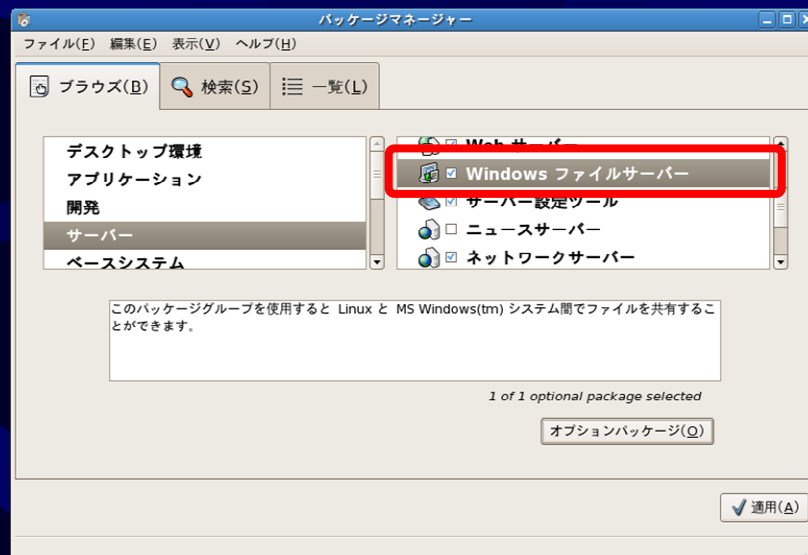 パッケージマネージャー
ファイル(F) 編集(E) 表示(V) ヘルプ(H)
ブラウズ(B) 検索(S) 一覧(L)
デスクトップ環境
アプリケーション
開発
サーバー
ベースシステム
Web サーバー
Windows ファイルサーバー
サーバー設定ツール
ニュースサーバー
ネットワークサーバー
このパッケージグループを使用すると Linux と MS Windows(tm) システム間でファイルを共有するこ
とができます。
1 of 1 optional package selected
オプションパッケージ(O)
適用(A)